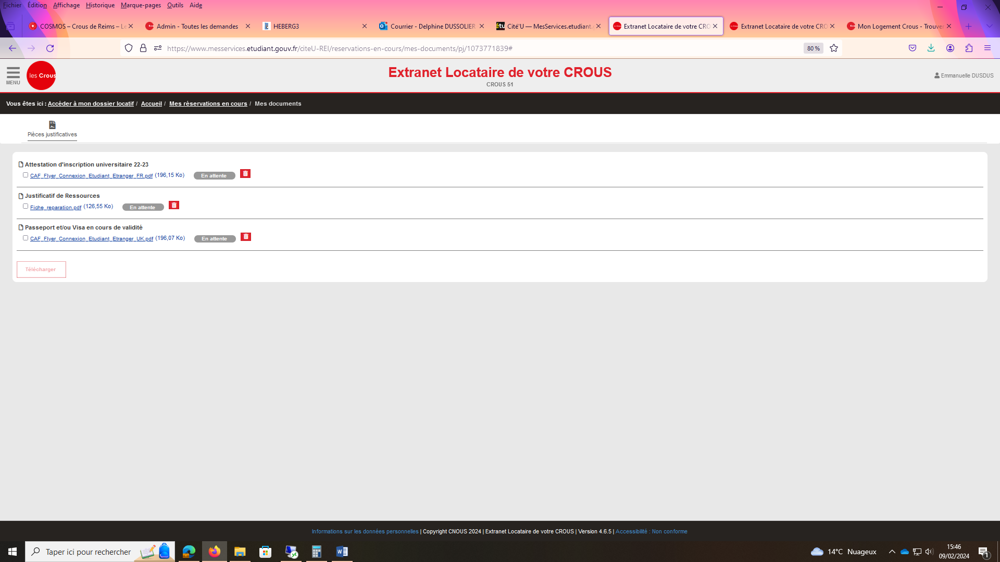 Fichier Édition Affichage Historique Marque-pages Outils Aide
COSMOS – Crous de Reims – Le
Admin - Toutes les demandes
HEBERG3
Courrier - Delphine DUSSOLIER
Cité'U — MesServices.etudiant.
Extranet Locataire de votre CRO
Extranet Locataire de votre CRO
Mon Logement Crous - Trouver
https://www.messervices.etudiant.gouv.fr/citeU-REI/reservations-en-cours/mes-documents/pj/1073771839#
80 %
MENU
les Crous
Extranet Locataire de votre CROUS
CROUS 51
Emmanuelle DUSDUS
Vous êtes ici : Accéder à mon dossier locatif / Accueil / Mes réservations en cours / Mes documents
Pièces justificatives
Attestation d'inscription universitaire 22-23
CAF_Flyer_Connexion_Etudiant_Etranger_FR.pdf (196,15 Ko) En attente
Justificatif de Ressources
Fiche_reparation.pdf (126,55 Ko) En attente
Passeport et/ou Visa en cours de validité
CAF_Flyer_Connexion_Etudiant_Etranger_UK.pdf (196,07 Ko) En attente
Télécharger
Informations sur les données personnelles | Copyright CNOUS 2024 | Extranet Locataire de votre CROUS | Version 4.6.5 | Accessibilité : Non conforme
Taper ici pour rechercher
14°C Nuageux
15:46
09/02/2024
1